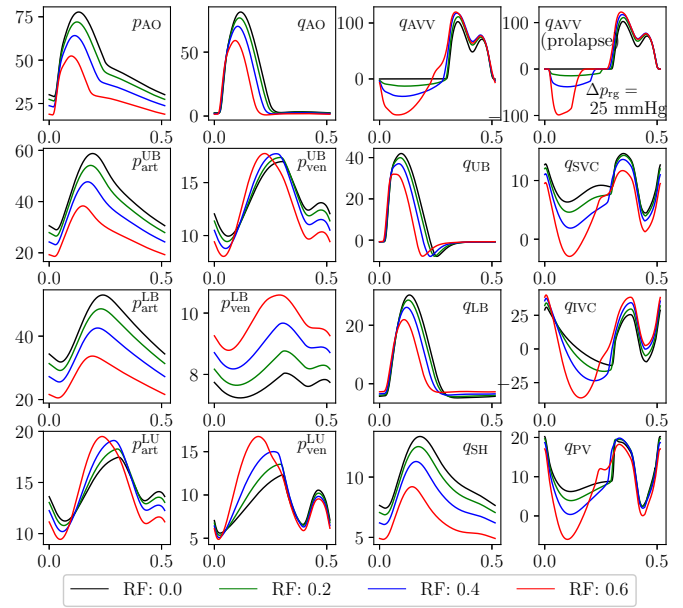 p_AO
75
50
25
0.0 0.5
q_AO
50
0
0.0 0.5
q_AVV
100
0
0.0 0.5
q_AVV
(prolapse)
Δp_rg =
25 mmHg
100
0
100
0.0 0.5
p_art^UB
60
40
20
0.0 0.5
p_ven^UB
15
10
0.0 0.5
q_UB
40
20
0
0.0 0.5
q_SVC
10
0
0.0 0.5
p_art^LB
40
20
0.0 0.5
p_ven^LB
10
8
0.0 0.5
q_LB
20
0
0.0 0.5
q_IVC
25
0
−25
0.0 0.5
p_art^LU
20
15
10
0.0 0.5
p_ven^LU
15
10
5
0.0 0.5
q_SH
10
5
0.0 0.5
q_PV
20
10
0
0.0 0.5
RF: 0.0 RF: 0.2 RF: 0.4 RF: 0.6